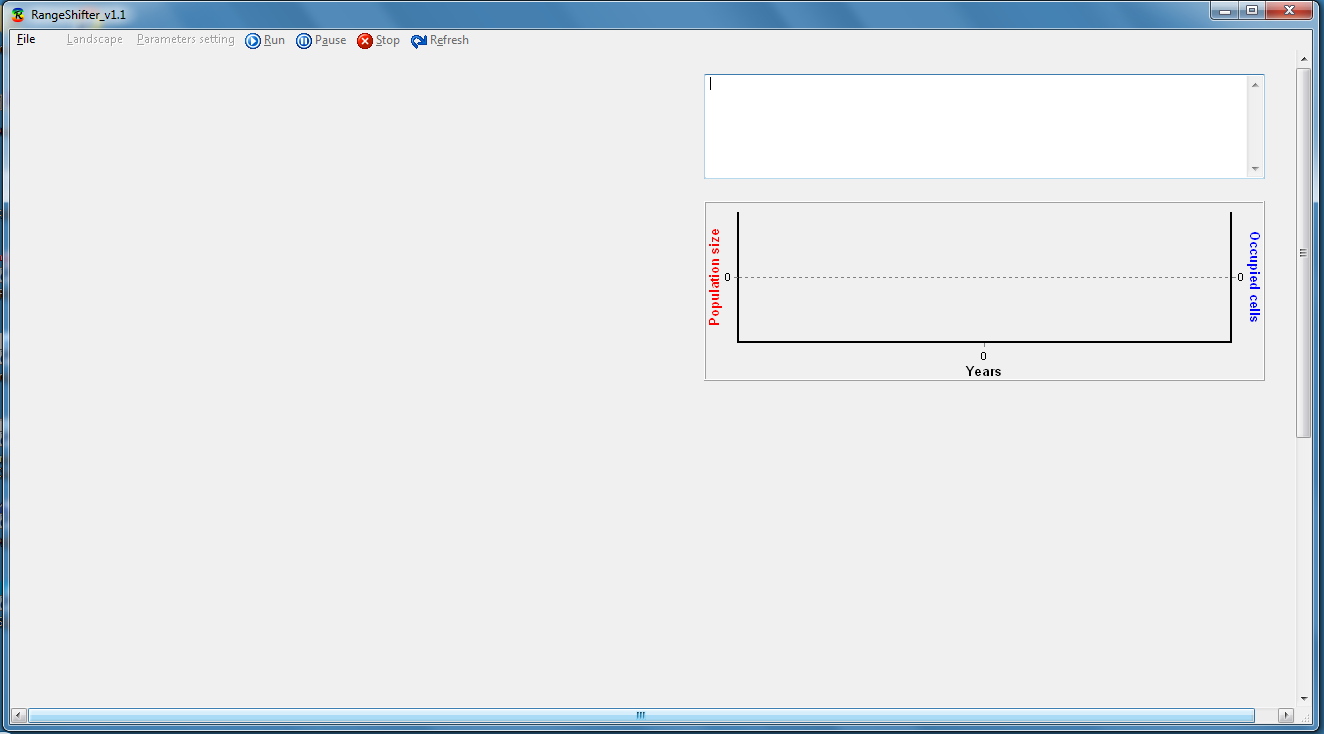 RangeShifter_v1.1
File Landscape Parameters setting Run Pause Stop Refresh
Population size
Occupied cells
0 0
0
Years